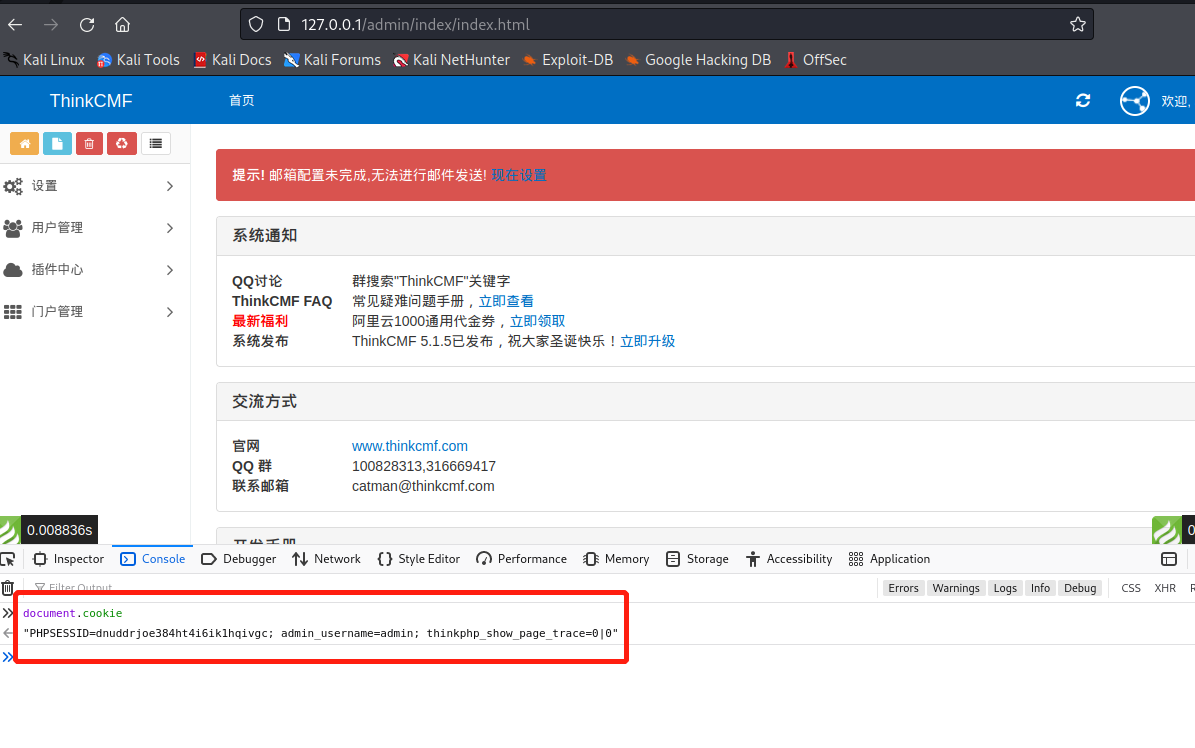 127.0.0.1/admin/index/index.html
Kali Linux Kali Tools Kali Docs Kali Forums Kali NetHunter Exploit-DB Google Hacking DB OffSec
ThinkCMF 首页 欢迎,
提示! 邮箱配置未完成,无法进行邮件发送! 现在设置
设置
用户管理
插件中心
门户管理
系统通知
QQ讨论 群搜索"ThinkCMF"关键字
ThinkCMF FAQ 常见疑难问题手册，立即查看
最新福利 阿里云1000通用代金券，立即领取
系统发布 ThinkCMF 5.1.5已发布，祝大家圣诞快乐！立即升级
交流方式
官网 www.thinkcmf.com
QQ 群 100828313,316669417
联系邮箱 catman@thinkcmf.com
开发手册
0.008836s 0
Inspector Console Debugger Network Style Editor Performance Memory Storage Accessibility Application
Filter Output Errors Warnings Logs Info Debug CSS XHR R
document.cookie
"PHPSESSID=dnuddrjoe384ht4i6ik1hqivgc; admin_username=admin; thinkphp_show_page_trace=0|0"